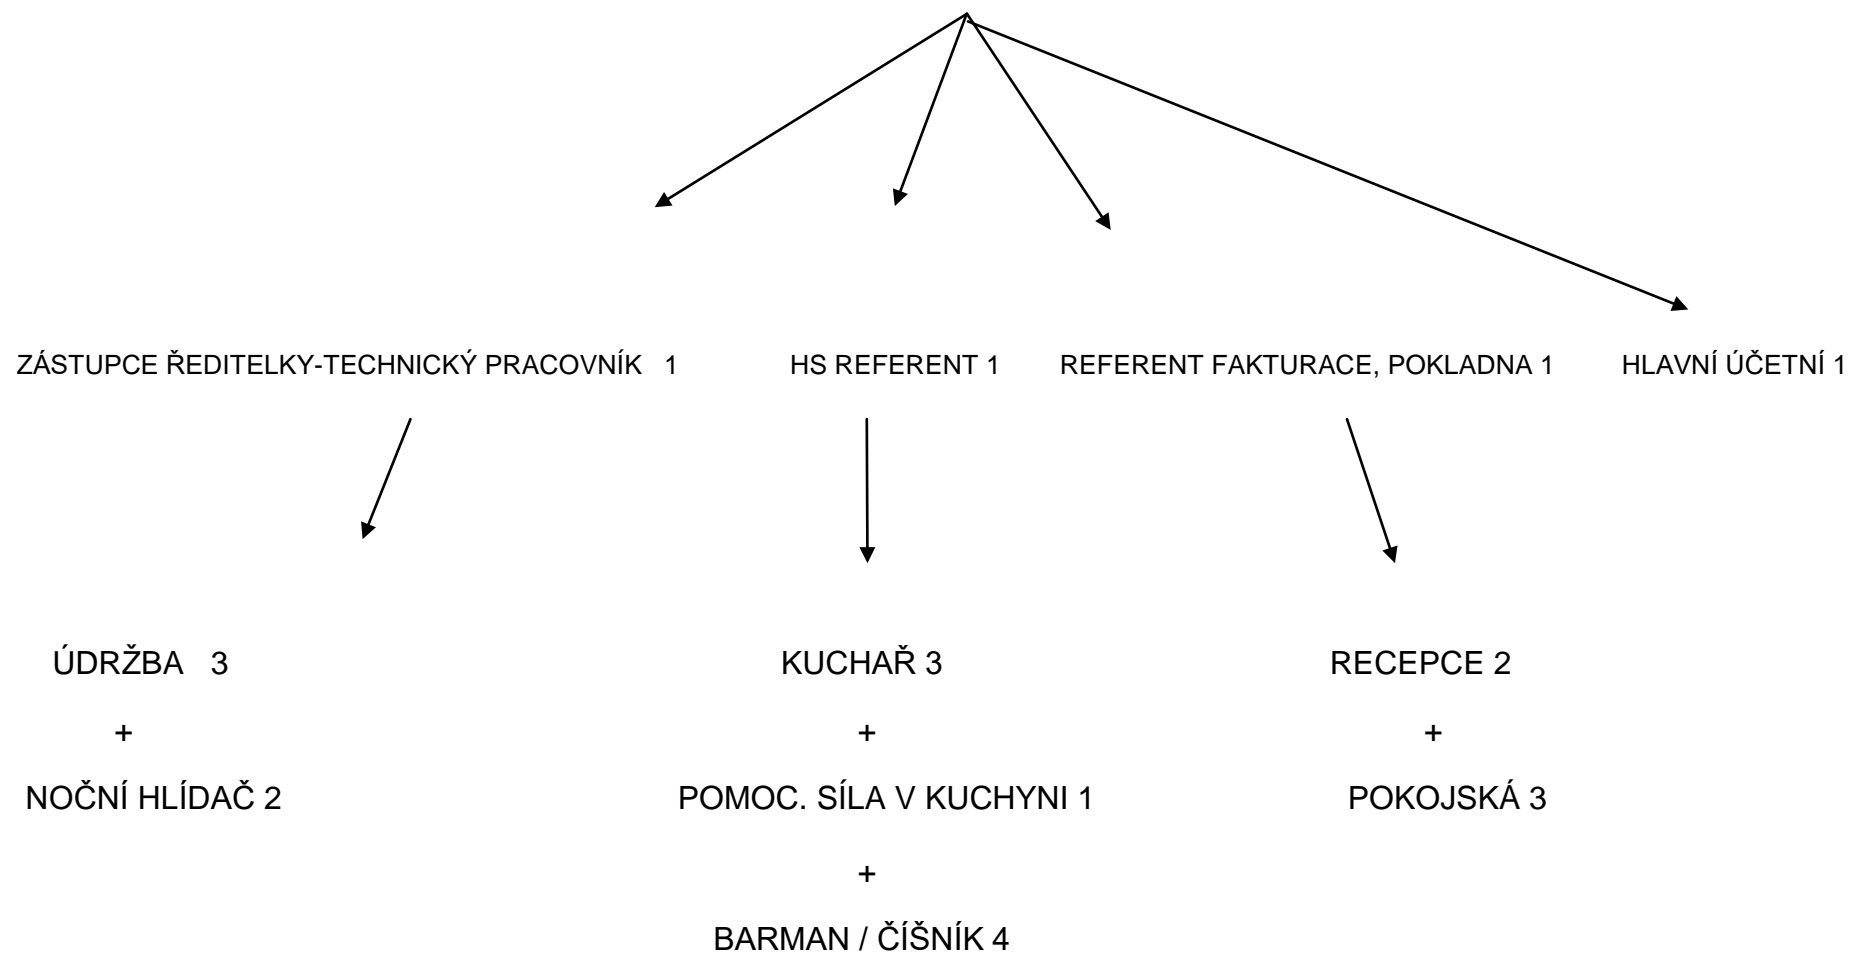 ZÁSTUPCE ŘEDITELKY-TECHNICKÝ PRACOVNÍK 1 HS REFERENT 1 REFERENT FAKTURACE, POKLADNA 1 HLAVNÍ ÚČETNÍ 1
ÚDRŽBA 3 KUCHAŘ 3 RECEPCE 2
+ + +
NOČNÍ HLÍDAČ 2 POMOC. SÍLA V KUCHYNI 1 POKOJSKÁ 3
+
BARMAN / ČÍŠNÍK 4